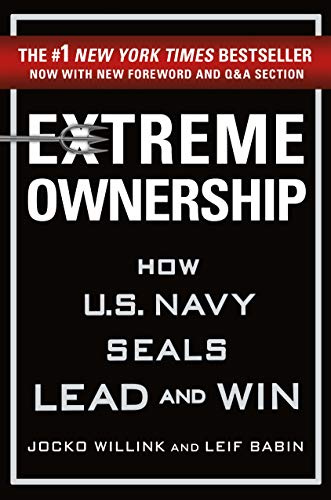 THE #1 NEW YORK TIMES BESTSELLER
NOW WITH NEW FOREWORD AND Q&A SECTION
EXTREME
OWNERSHIP
HOW
U.S. NAVY
SEALS
LEAD AND WIN
JOCKO WILLINK AND LEIF BABIN